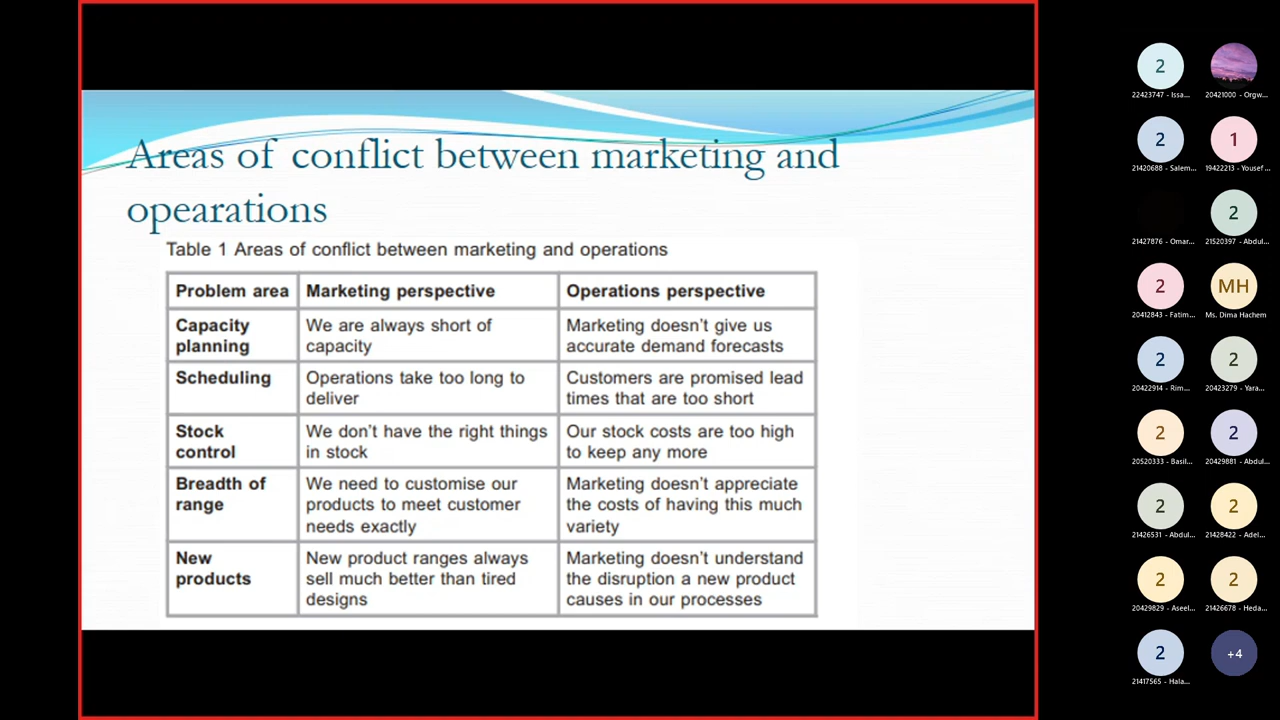 Areas of conflict between marketing and
opearations
Table 1 Areas of conflict between marketing and operations
Problem area Marketing perspective Operations perspective
Capacity planning We are always short of capacity Marketing doesn't give us accurate demand forecasts
Scheduling Operations take too long to deliver Customers are promised lead times that are too short
Stock control We don't have the right things in stock Our stock costs are too high to keep any more
Breadth of range We need to customise our products to meet customer needs exactly Marketing doesn't appreciate the costs of having this much variety
New products New product ranges always sell much better than tired designs Marketing doesn't understand the disruption a new product causes in our processes
2
22423747 - Issa...
20421000 - Orgw...
2
21420688 - Salem...
1
19422213 - Yousef ...
21427876 - Omar...
2
21520397 - Abdul...
2
20412843 - Fatim...
MH
Ms. Dima Hachem
2
20422914 - Rim...
2
20423279 - Yara...
2
20520333 - Basil...
2
20429881 - Abdul...
2
21426531 - Abdul...
2
21428422 - Adel...
2
20429829 - Aseel...
2
21426678 - Heda...
2
21417565 - Hala...
+4